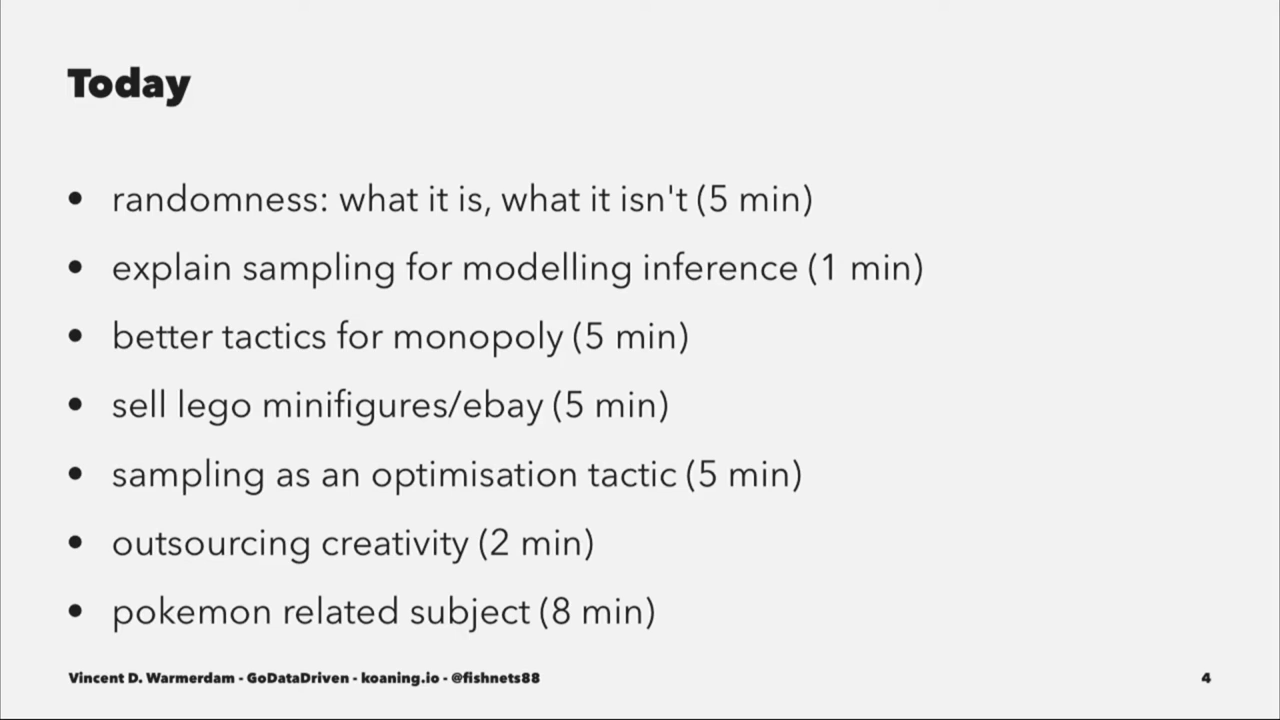 Today
• randomness: what it is, what it isn't (5 min)
• explain sampling for modelling inference (1 min)
• better tactics for monopoly (5 min)
• sell lego minifigures/ebay (5 min)
• sampling as an optimisation tactic (5 min)
• outsourcing creativity (2 min)
• pokemon related subject (8 min)
Vincent D. Warmerdam - GoDataDriven - koaning.io - @fishnets88 4